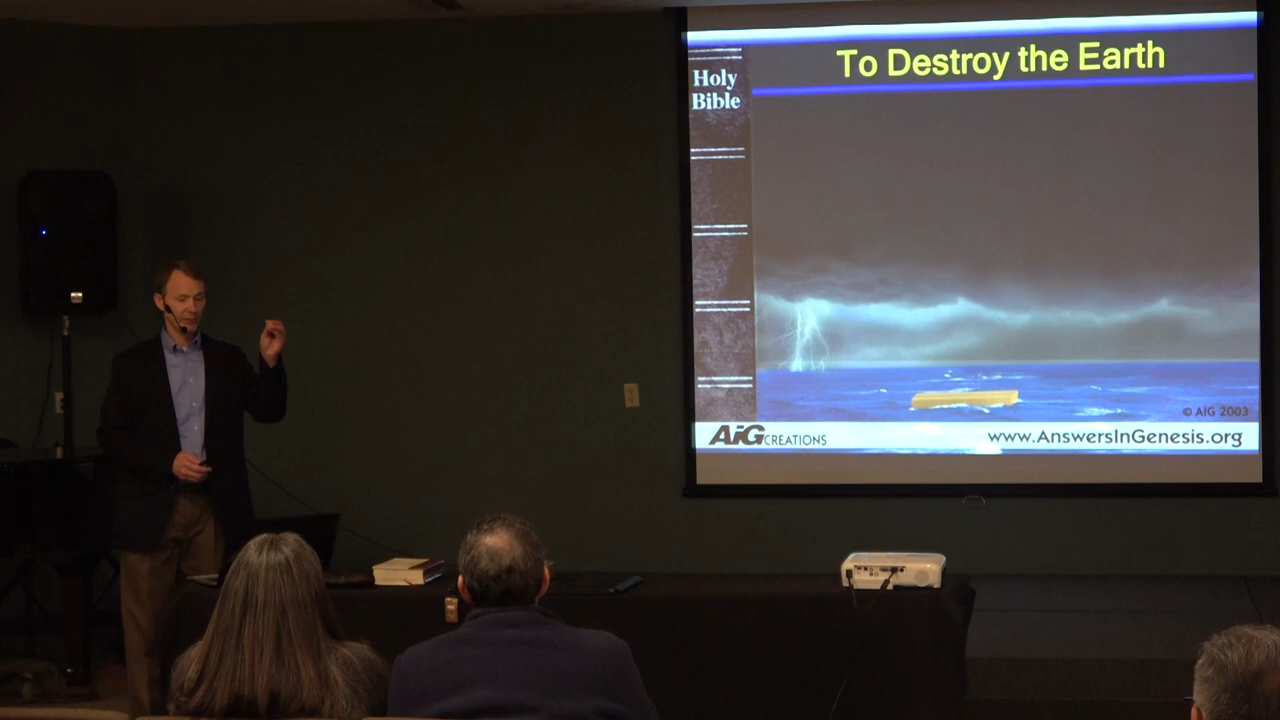 To Destroy the Earth
Holy
Bible
© AiG 2003
AiG CREATIONS
www.AnswersInGenesis.org